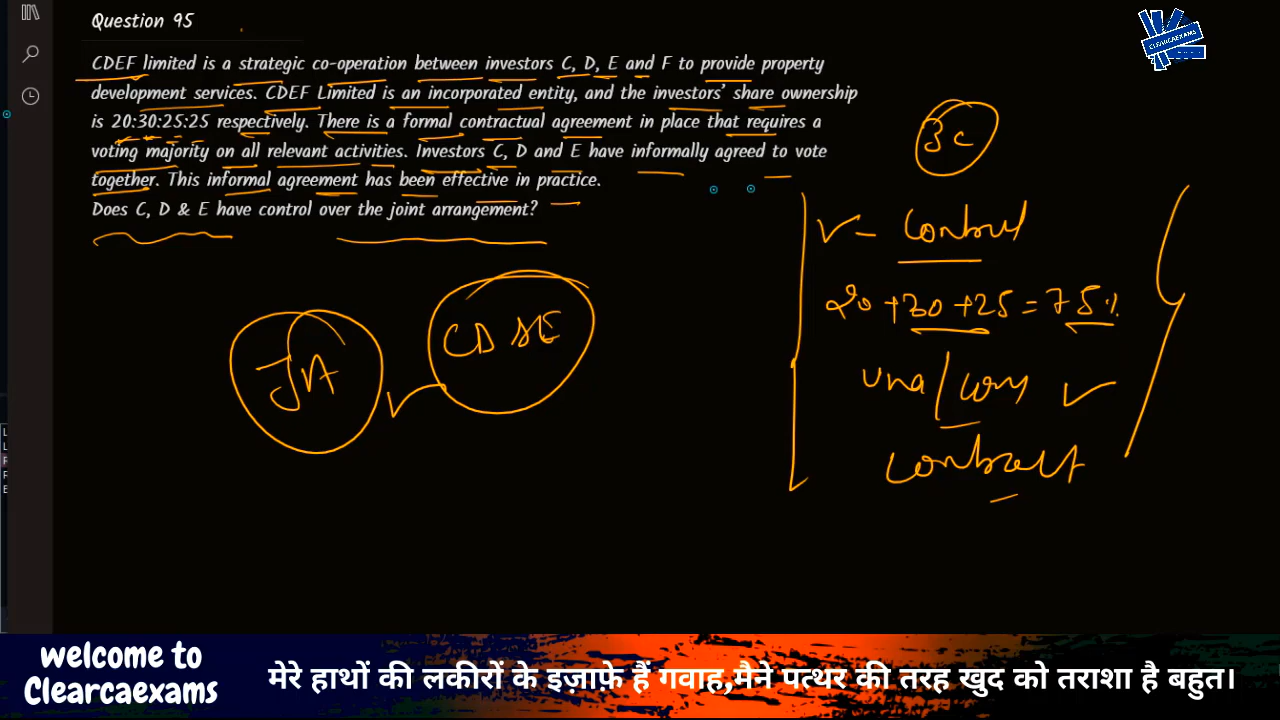 Question 95
CLEARCAEXAMS
CDEF limited is a strategic co-operation between investors C, D, E and F to provide property
development services. CDEF Limited is an incorporated entity, and the investors' share ownership
is 20:30:25:25 respectively. There is a formal contractual agreement in place that requires a
voting majority on all relevant activities. Investors C, D and E have informally agreed to vote
together. This informal agreement has been effective in practice.
Does C, D & E have control over the joint arrangement?
3C
control
20 + 30 + 25 = 75%
una/cons
contract
JA
CD &E
welcome to
Clearcaexams
मेरे हाथों की लकीरों के इज़ाफ़े हैं गवाह,मैने पत्थर की तरह खुद को तराशा है बहुत।